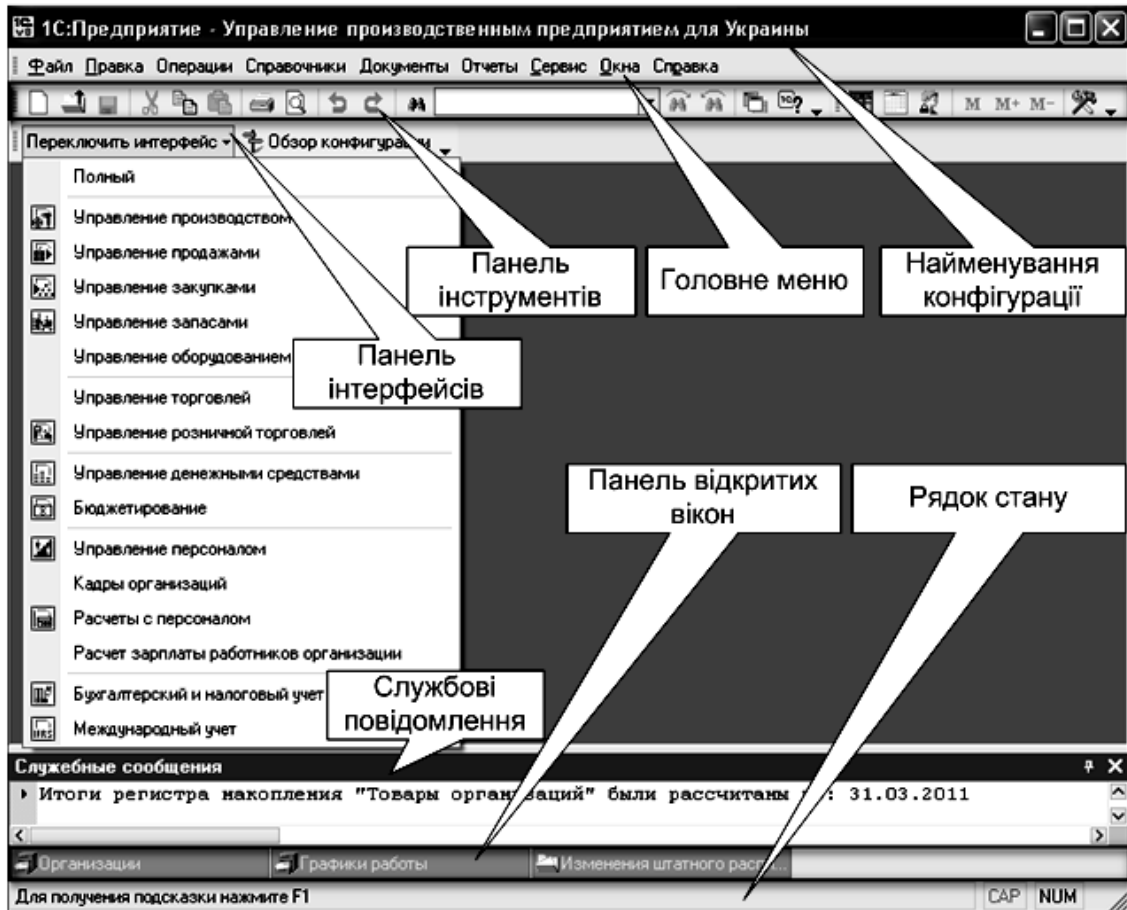 1С:Предприятие - Управление производственным предприятием для Украины
Файл Правка Операции Справочники Документы Отчеты Сервис Окна Справка
M M+ M-
Переключить интерфейс Обзор конфигурации
Полный
Управление производством
Управление продажами
Управление закупками
Управление запасами
Управление оборудованием
Управление торговлей
Управление розничной торговлей
Управление денежными средствами
Бюджетирование
Управление персоналом
Кадры организаций
Расчеты с персоналом
Расчет зарплаты работников организации
Бухгалтерский и налоговый учет
Международный учет
Панель
інструментів
Головне меню
Найменування
конфігурації
Панель
інтерфейсів
Панель відкритих
вікон
Рядок стану
Службові
повідомлення
Служебные сообщения
Итоги регистра накопления "Товары организаций" были рассчитаны : 31.03.2011
Организации Графики работы Изменения штатного расп...
Для получения подсказки нажмите F1 CAP NUM